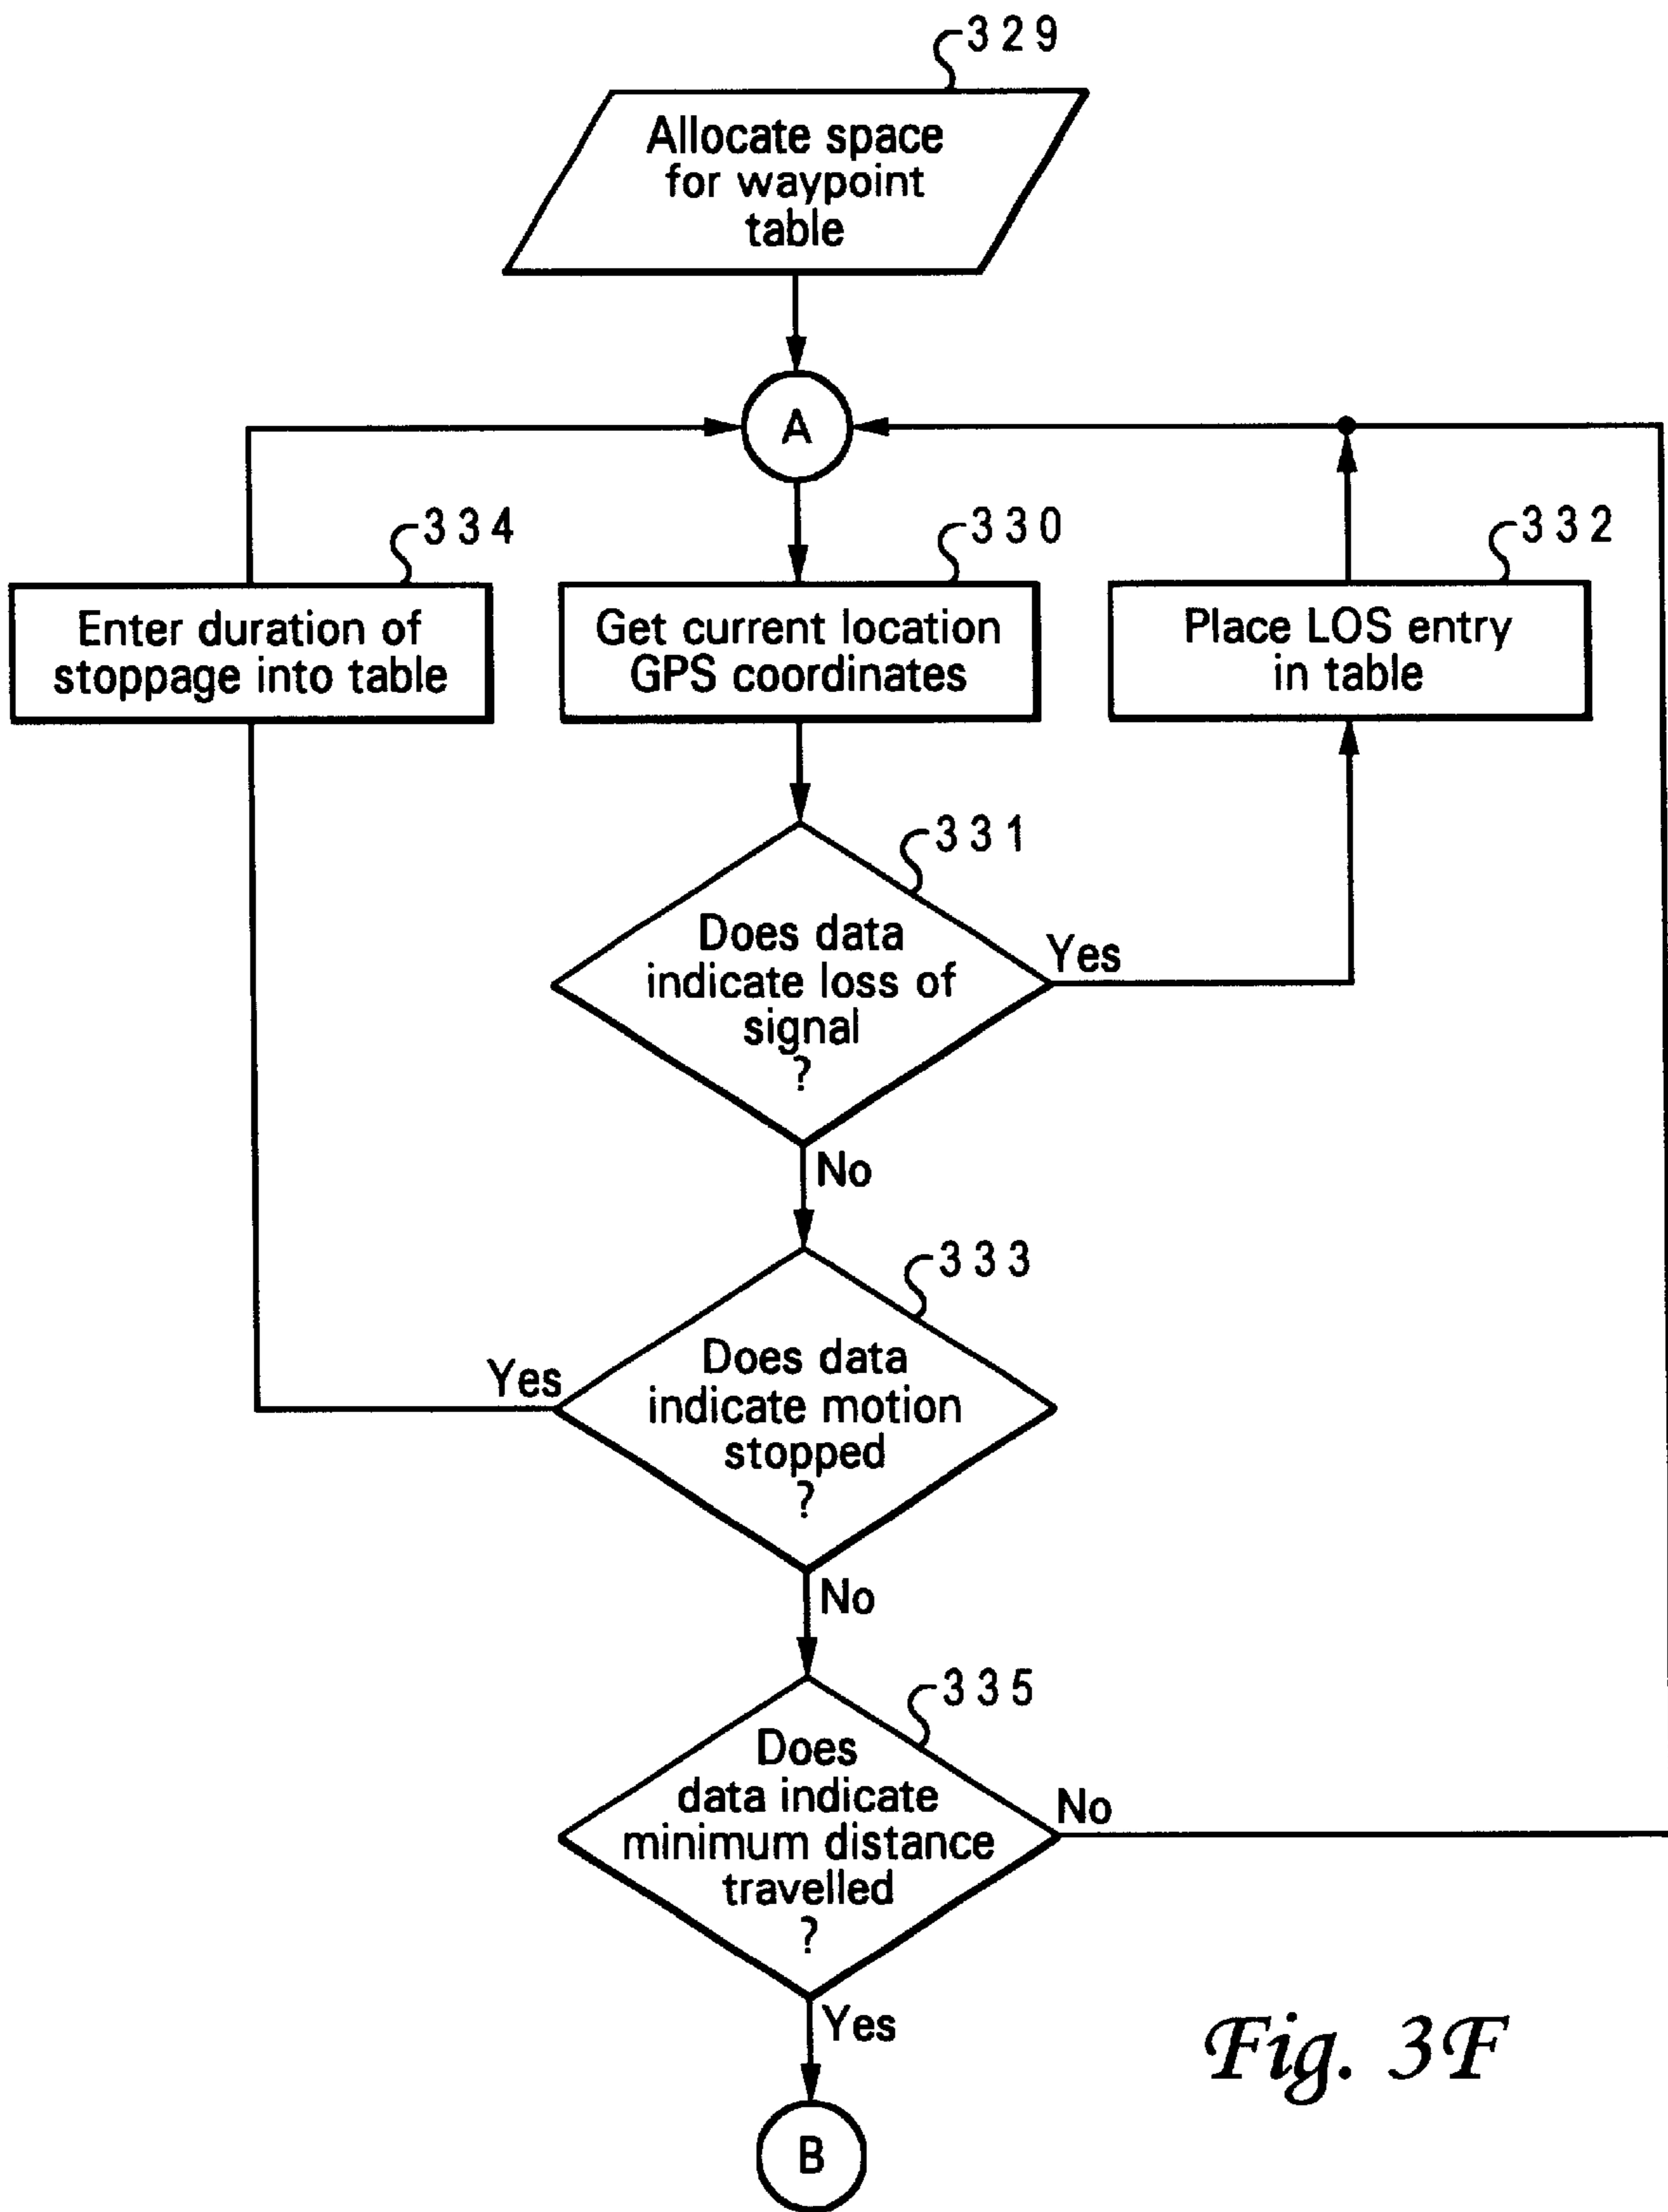 329
Allocate space
for waypoint
table
A
334
Enter duration of
stoppage into table
330
Get current location
GPS coordinates
332
Place LOS entry
in table
331
Does data
indicate loss of
signal
?
Yes
No
333
Does data
indicate motion
stopped
?
Yes
No
335
Does
data indicate
minimum distance
travelled
?
No
Yes
B
Fig. 3F